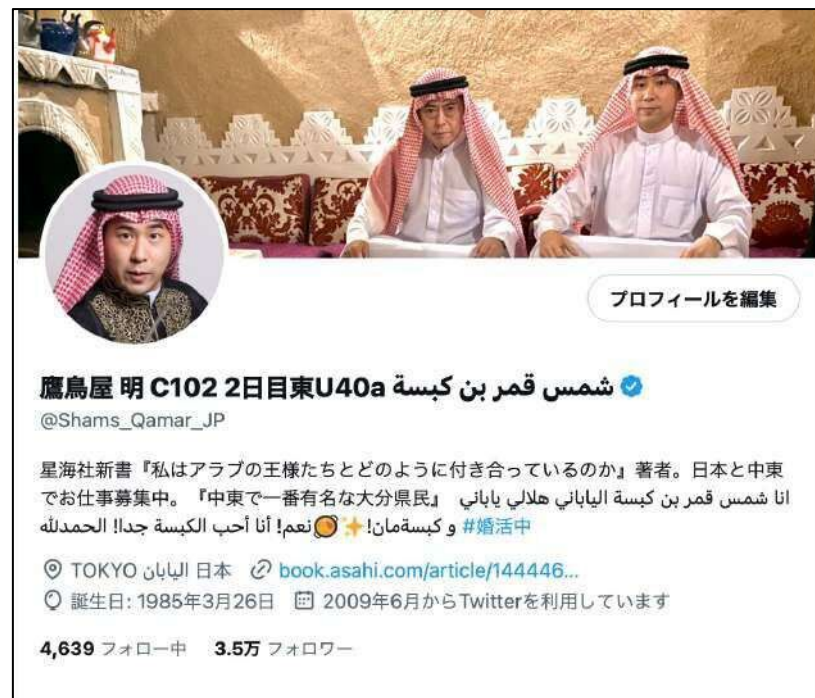 プロフィールを編集
鷹鳥屋 明 C102 2日目東U40a شمس قمر بن كبسة
@Shams_Qamar_JP
星海社新書『私はアラブの王様たちとどのように付き合っているのか』著者。日本と中東
でお仕事募集中。『中東で一番有名な大分県民』 انا شمس قمر بن كبسة الياباني هلالي ياباني
و كبسةمان!✨🥘نعم! أنا أحب الكبسة جدا! الحمدلله #婚活中
TOKYO اليابان 日本 book.asahi.com/article/144446...
誕生日: 1985年3月26日 2009年6月からTwitterを利用しています
4,639 フォロー中 3.5万 フォロワー